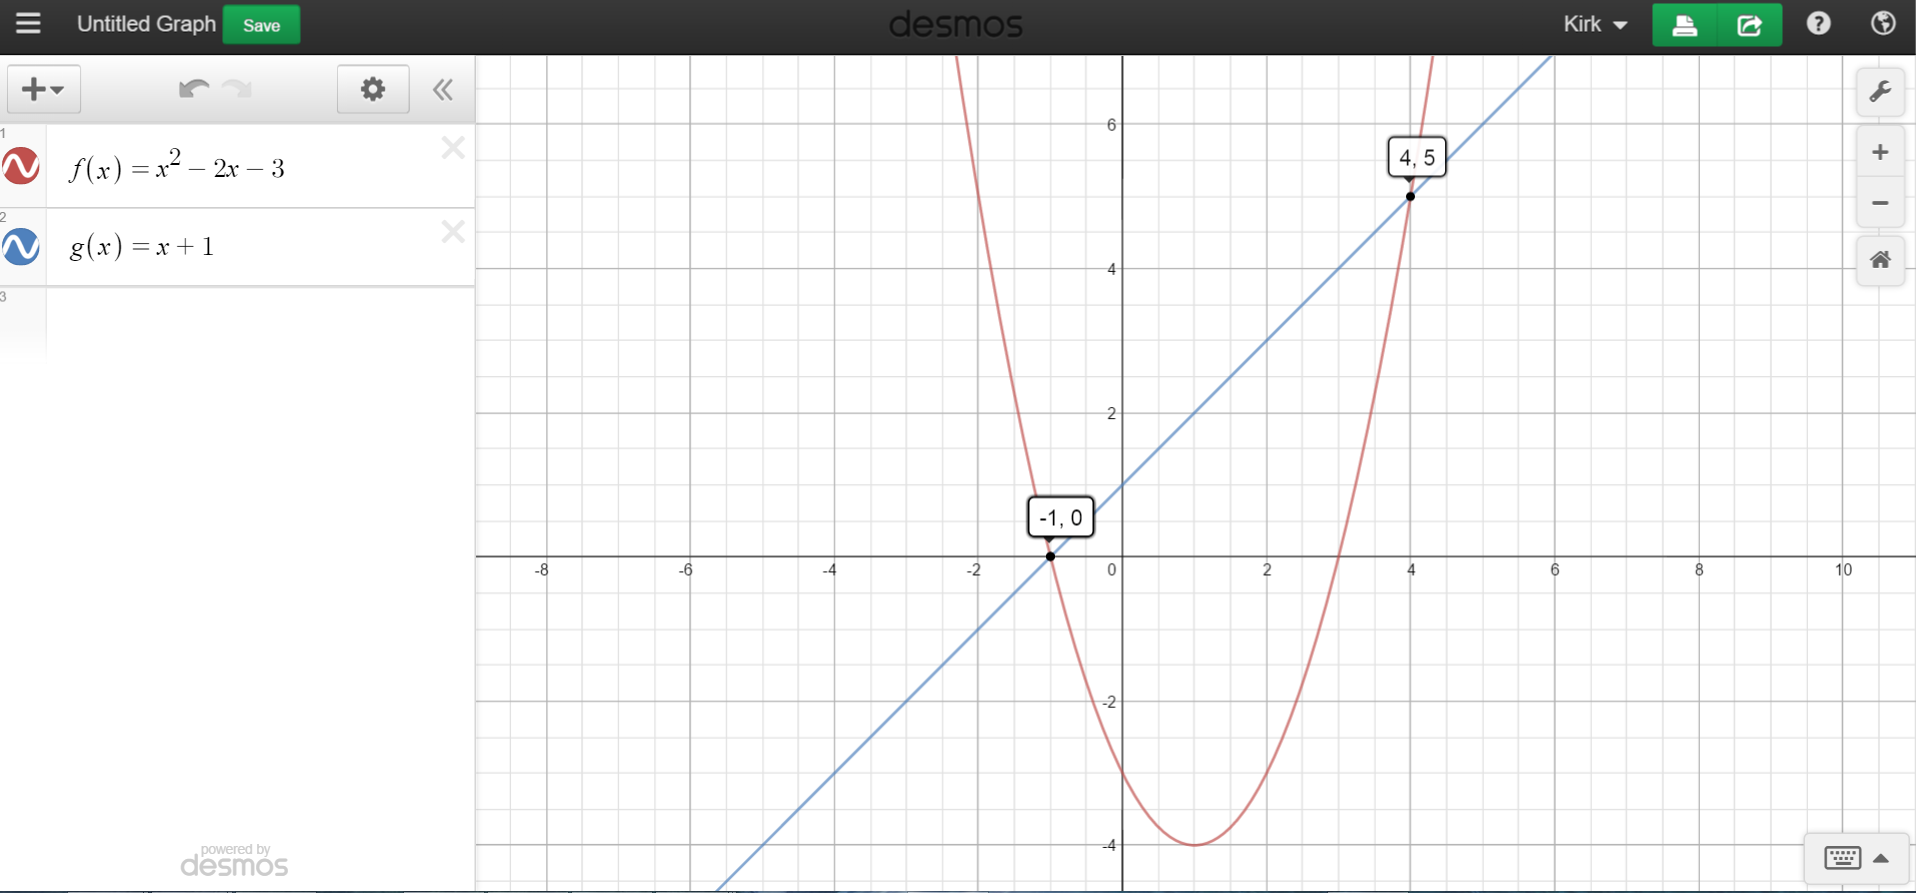 Untitled Graph Save desmos Kirk ?
1
f(x) = x² − 2x − 3
2
g(x) = x + 1
3
6
4, 5
4
2
-1, 0
-8 -6 -4 -2 0 2 4 6 8 10
-2
-4
powered by
desmos